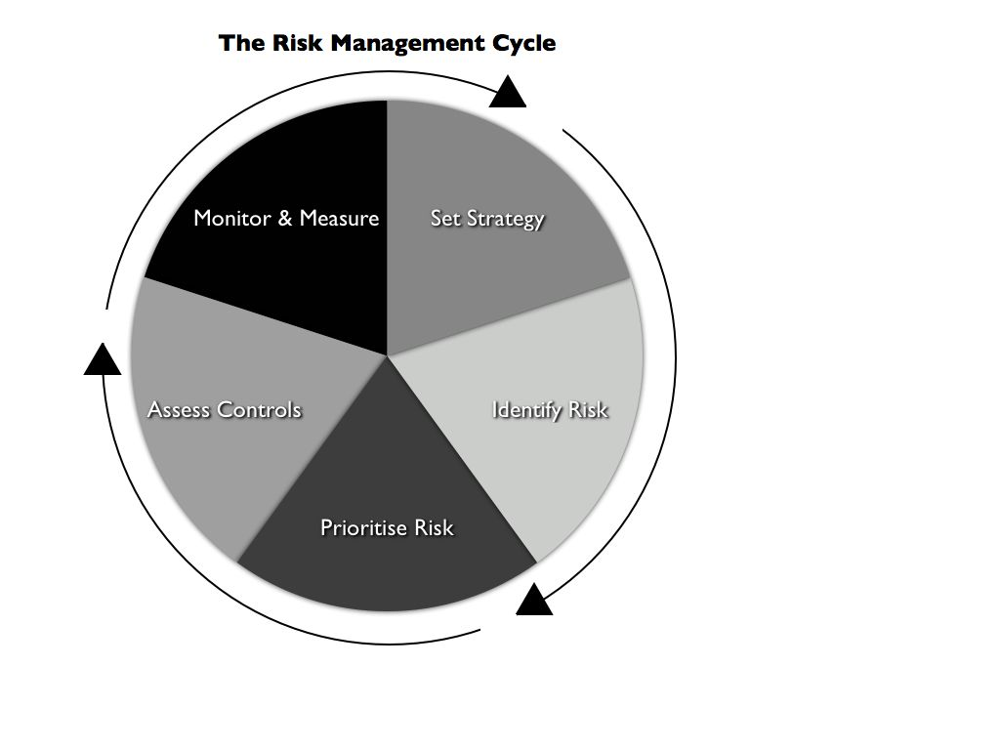 The Risk Management Cycle
Monitor & Measure
Set Strategy
Assess Controls
Identify Risk
Prioritise Risk